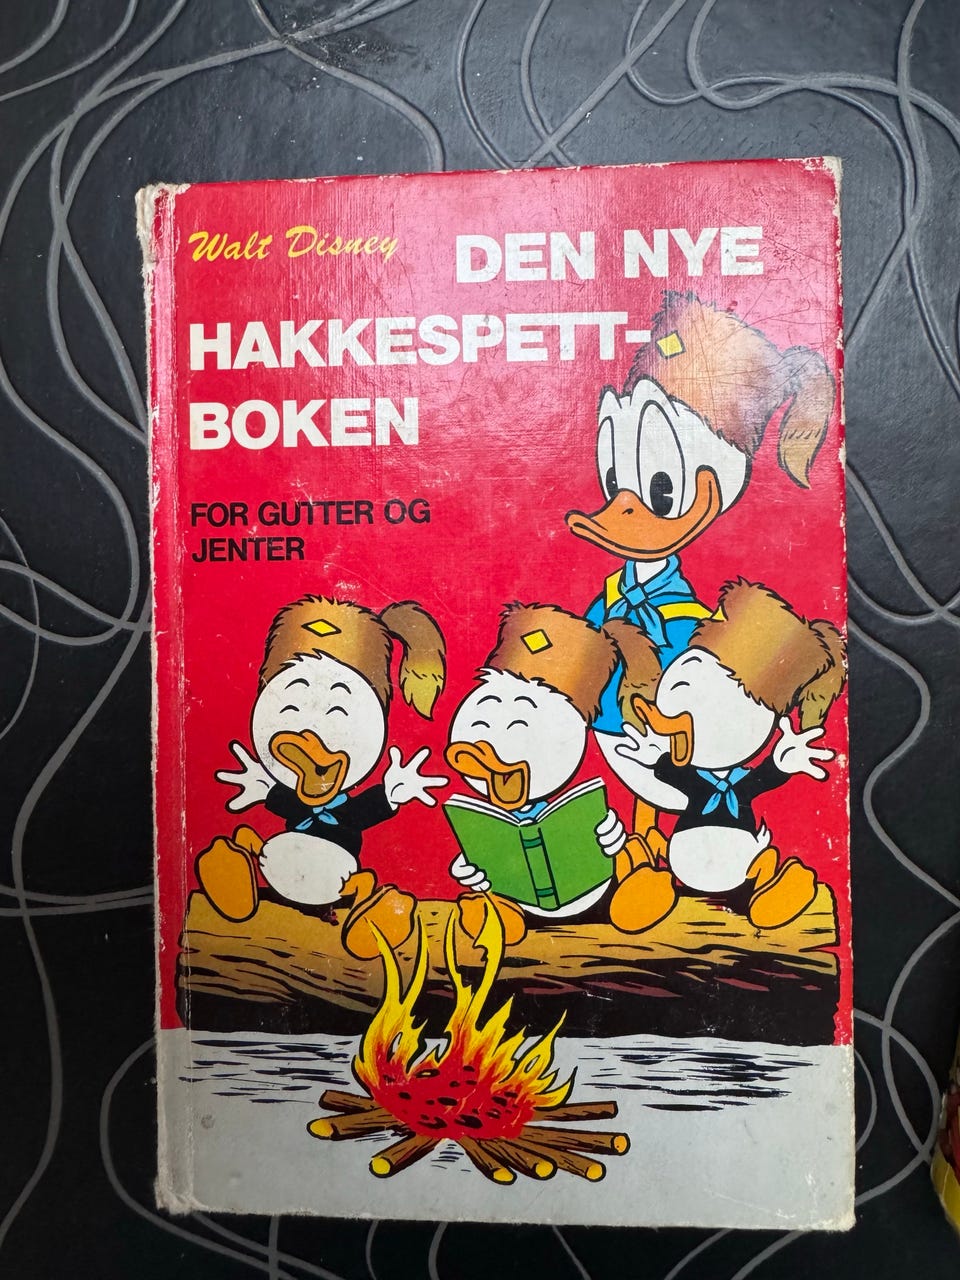 Walt Disney
DEN NYE
HAKKESPETT-
BOKEN
FOR GUTTER OG
JENTER